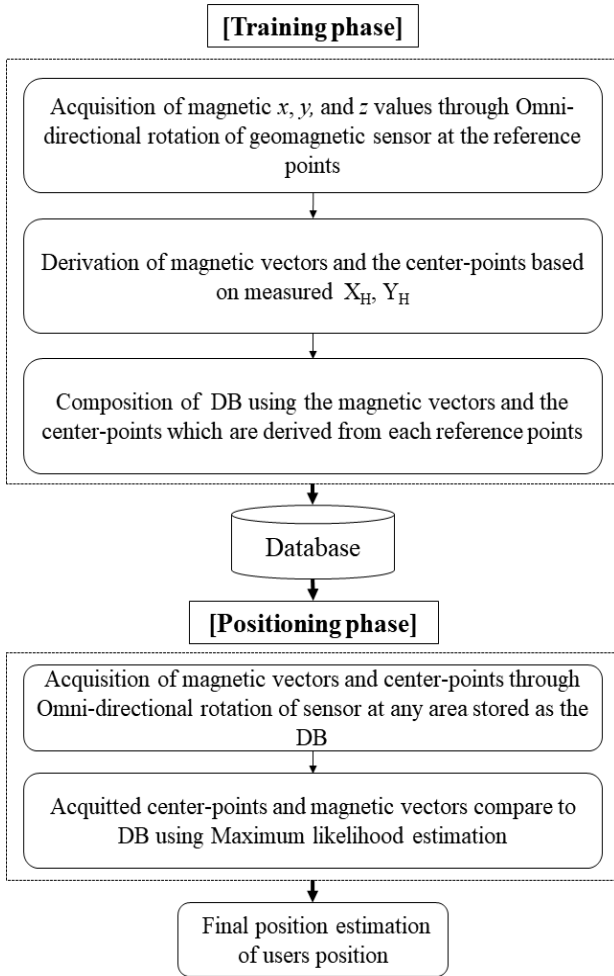 [Training phase]
Acquisition of magnetic x, y, and z values through Omni-
directional rotation of geomagnetic sensor at the reference
points
Derivation of magnetic vectors and the center-points based
on measured X_H, Y_H
Composition of DB using the magnetic vectors and the
center-points which are derived from each reference points
Database
[Positioning phase]
Acquisition of magnetic vectors and center-points through
Omni-directional rotation of sensor at any area stored as the
DB
Acquitted center-points and magnetic vectors compare to
DB using Maximum likelihood estimation
Final position estimation
of users position